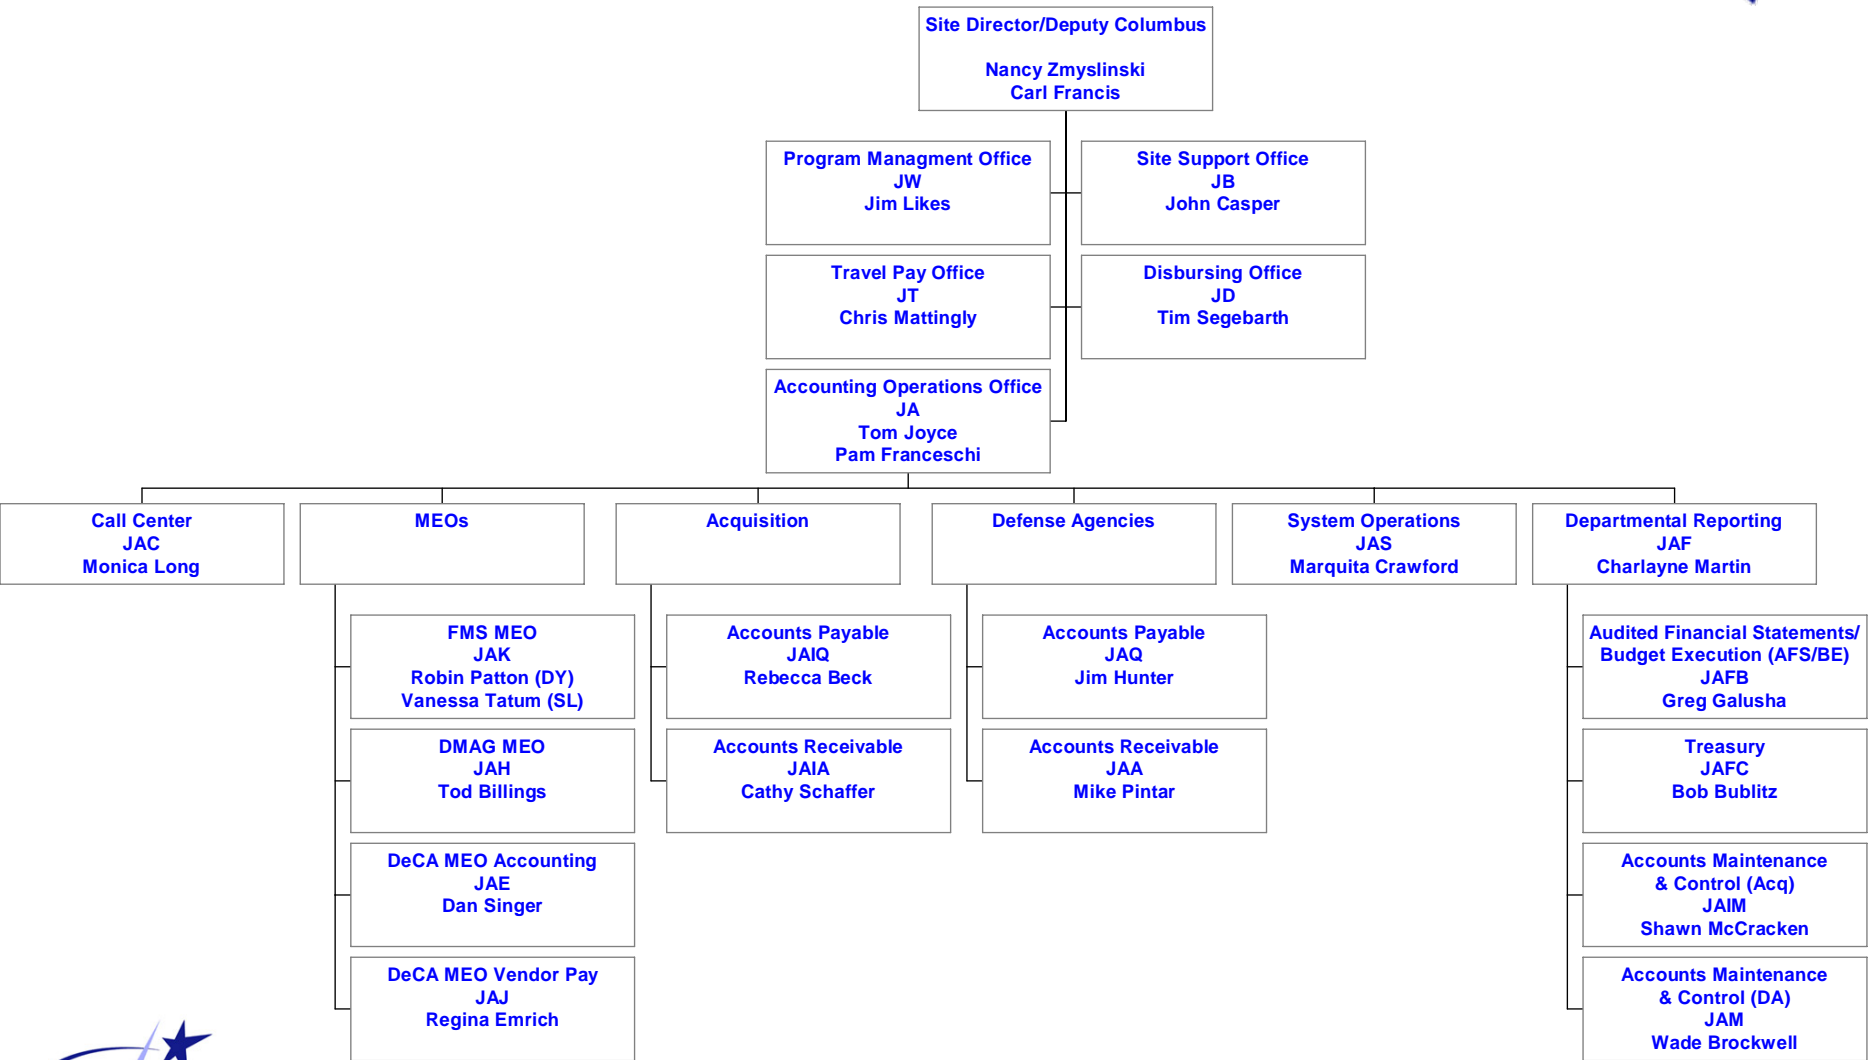 Site Director/Deputy Columbus
Nancy Zmyslinski
Carl Francis
Program Managment Office
JW
Jim Likes
Site Support Office
JB
John Casper
Travel Pay Office
JT
Chris Mattingly
Disbursing Office
JD
Tim Segebarth
Accounting Operations Office
JA
Tom Joyce
Pam Franceschi
Call Center
JAC
Monica Long
MEOs
Acquisition
Defense Agencies
System Operations
JAS
Marquita Crawford
Departmental Reporting
JAF
Charlayne Martin
FMS MEO
JAK
Robin Patton (DY)
Vanessa Tatum (SL)
DMAG MEO
JAH
Tod Billings
DeCA MEO Accounting
JAE
Dan Singer
DeCA MEO Vendor Pay
JAJ
Regina Emrich
Accounts Payable
JAIQ
Rebecca Beck
Accounts Receivable
JAIA
Cathy Schaffer
Accounts Payable
JAQ
Jim Hunter
Accounts Receivable
JAA
Mike Pintar
Audited Financial Statements/
Budget Execution (AFS/BE)
JAFB
Greg Galusha
Treasury
JAFC
Bob Bublitz
Accounts Maintenance
& Control (Acq)
JAIM
Shawn McCracken
Accounts Maintenance
& Control (DA)
JAM
Wade Brockwell